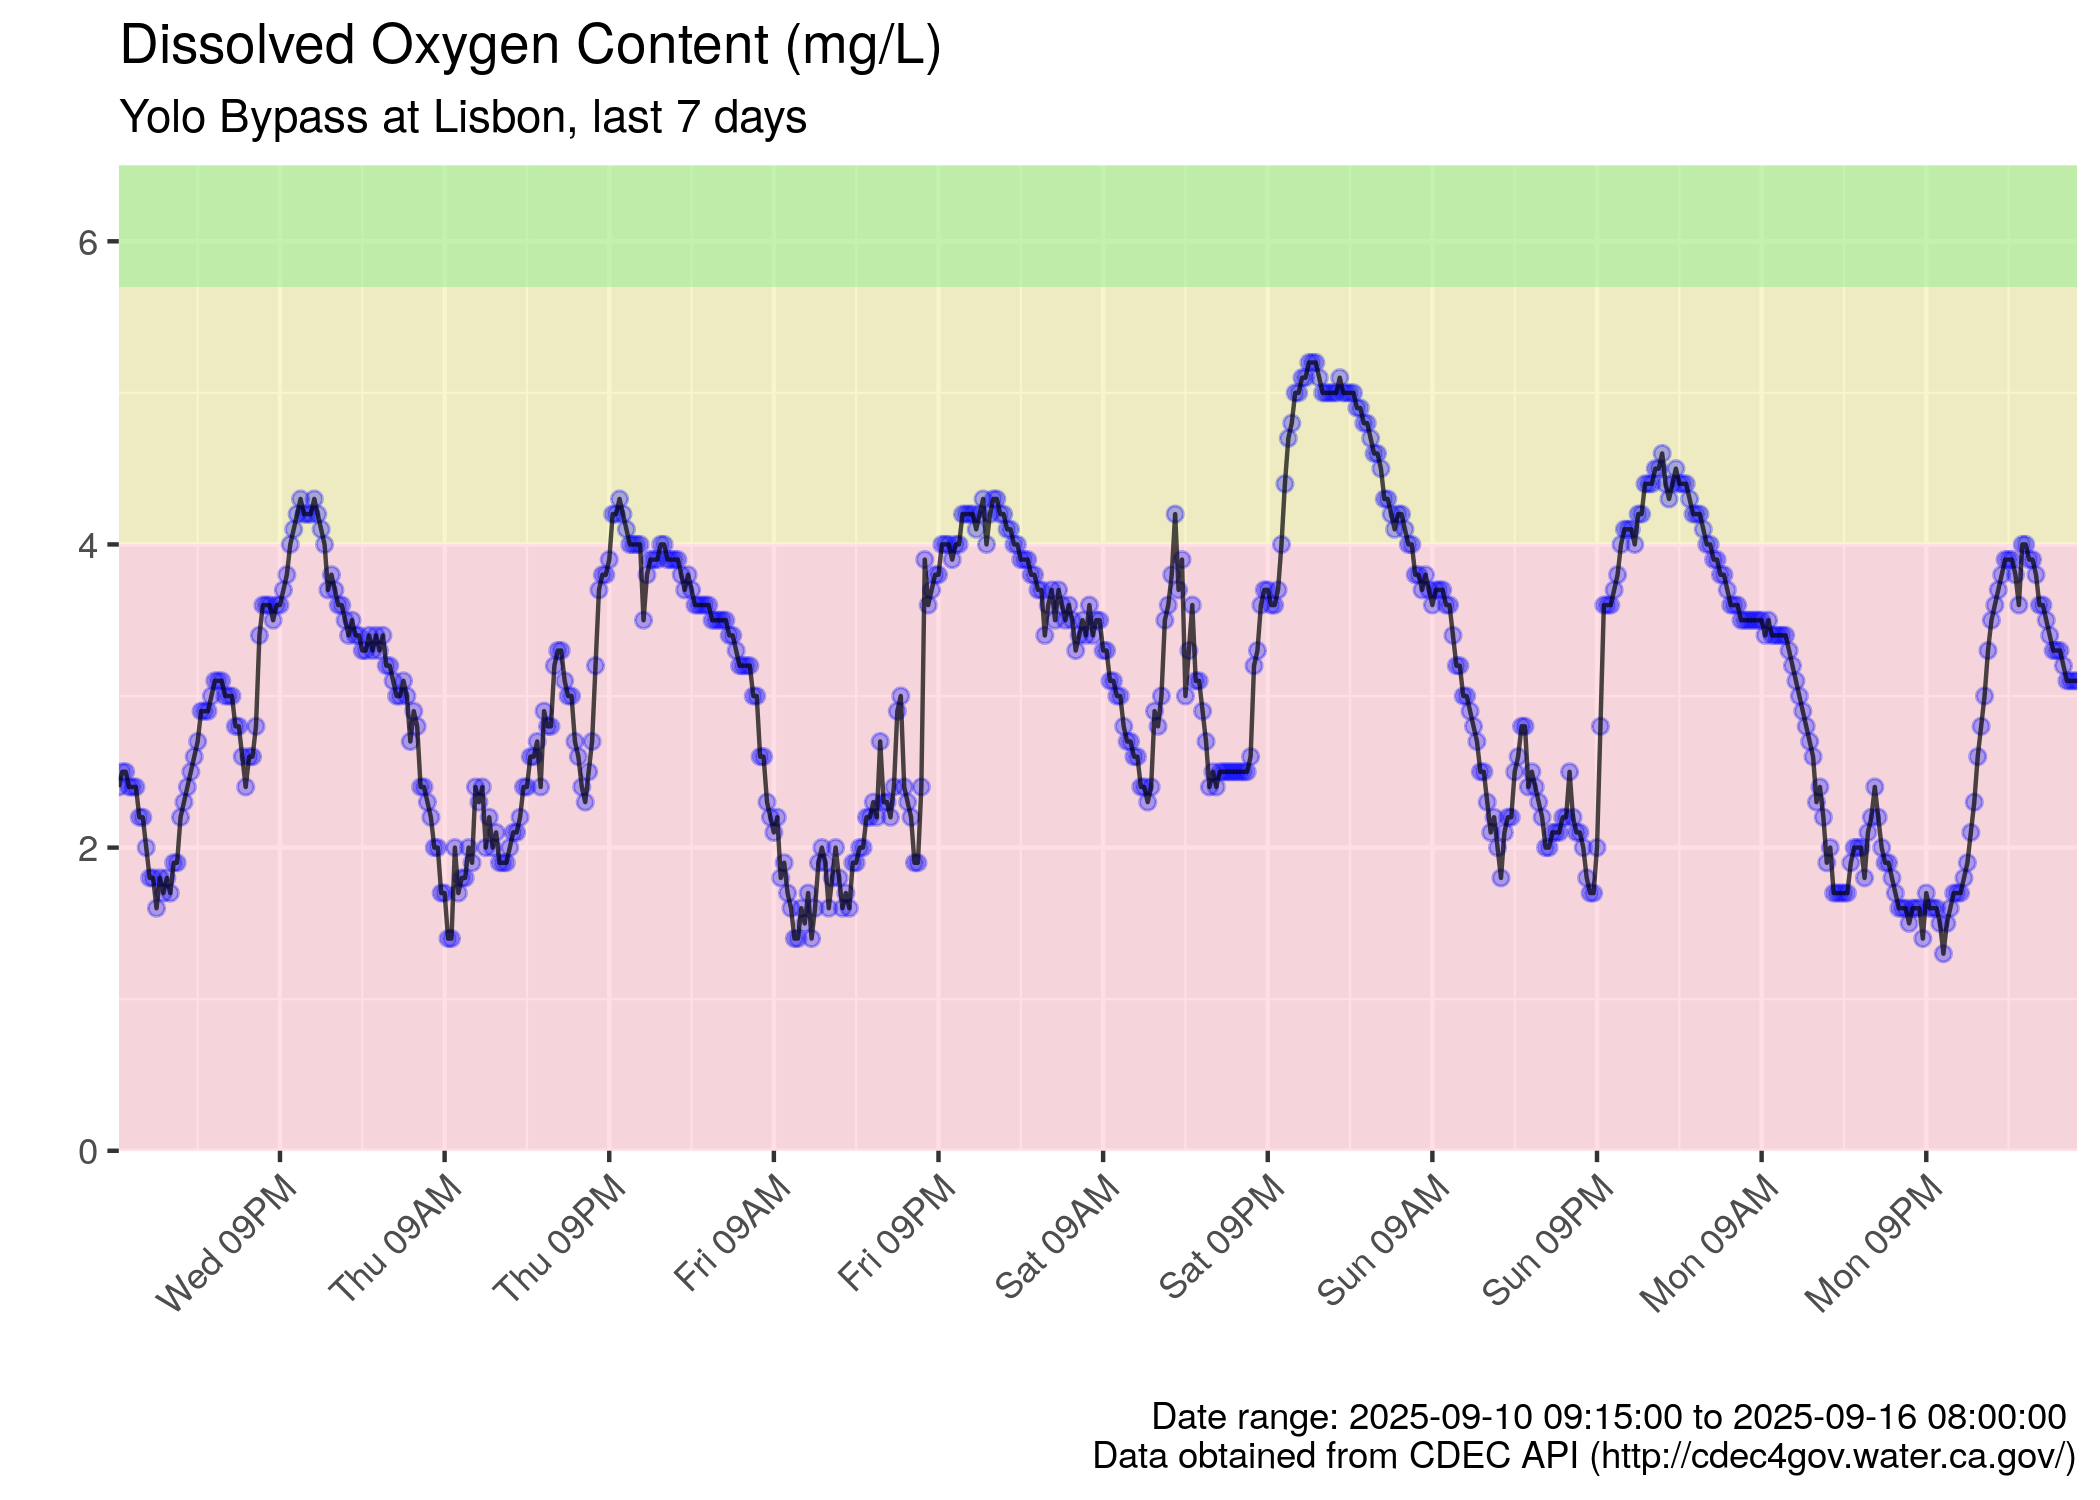 Dissolved Oxygen Content (mg/L)
Yolo Bypass at Lisbon, last 7 days
6
4
2
0
Wed 09PM
Thu 09AM
Thu 09PM
Fri 09AM
Fri 09PM
Sat 09AM
Sat 09PM
Sun 09AM
Sun 09PM
Mon 09AM
Mon 09PM
Date range: 2025-09-10 09:15:00 to 2025-09-16 08:00:00
Data obtained from CDEC API (http://cdec4gov.water.ca.gov/)